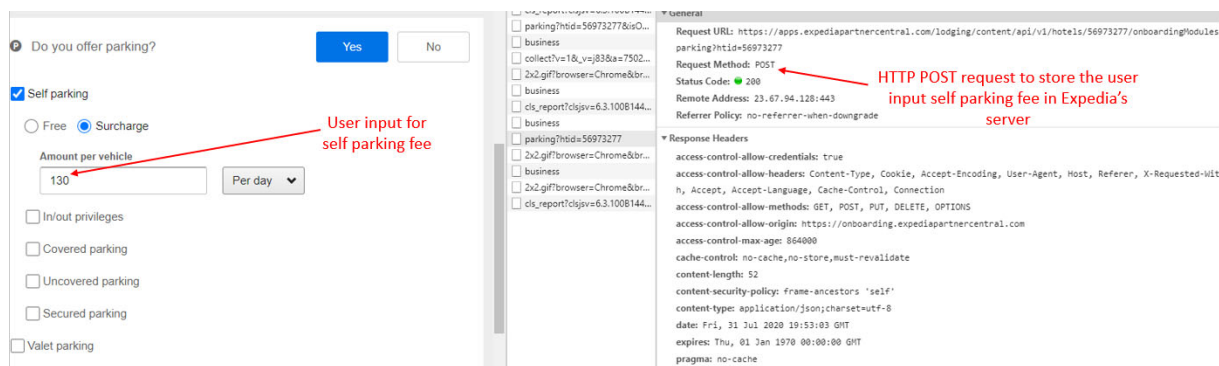 Do you offer parking?
Yes
No
Self parking
Free
Surcharge
Amount per vehicle
130
Per day
In/out privileges
Covered parking
Uncovered parking
Secured parking
Valet parking
User input for
self parking fee
cls_report?clsjsv=6.3.100B144...
parking?htid=56973277&isO...
business
collect?v=1&_v=j83&a=7502...
2x2.gif?browser=Chrome&br...
business
cls_report?clsjsv=6.3.100B144...
business
parking?htid=56973277
2x2.gif?browser=Chrome&br...
business
2x2.gif?browser=Chrome&br...
cls_report?clsjsv=6.3.100B144...
General
Request URL: https://apps.expediapartnercentral.com/lodging/content/api/v1/hotels/56973277/onboardingModules
parking?htid=56973277
Request Method: POST
Status Code: 200
Remote Address: 23.67.94.128:443
Referrer Policy: no-referrer-when-downgrade
HTTP POST request to store the user
input self parking fee in Expedia's
server
Response Headers
access-control-allow-credentials: true
access-control-allow-headers: Content-Type, Cookie, Accept-Encoding, User-Agent, Host, Referer, X-Requested-Wit
h, Accept, Accept-Language, Cache-Control, Connection
access-control-allow-methods: GET, POST, PUT, DELETE, OPTIONS
access-control-allow-origin: https://onboarding.expediapartnercentral.com
access-control-max-age: 864000
cache-control: no-cache,no-store,must-revalidate
content-length: 52
content-security-policy: frame-ancestors 'self'
content-type: application/json;charset=utf-8
date: Fri, 31 Jul 2020 19:53:03 GMT
expires: Thu, 01 Jan 1970 00:00:00 GMT
pragma: no-cache